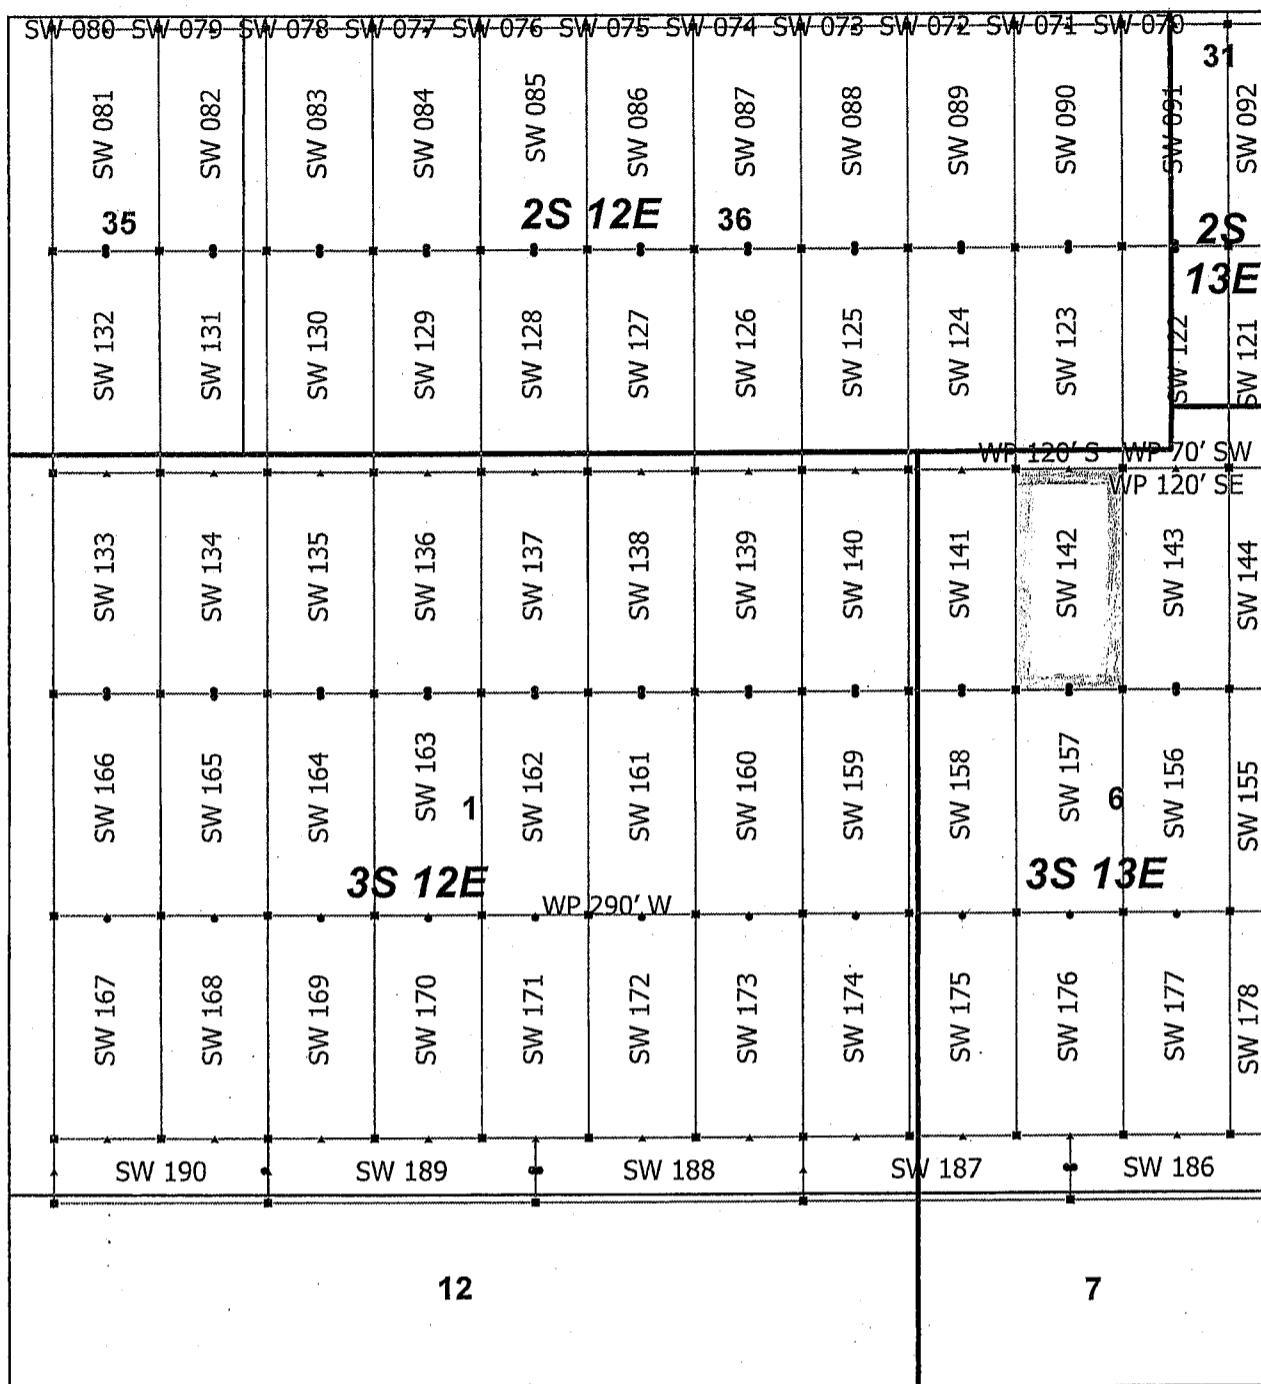 SW 080 SW 079 SW 078 SW 077 SW 076 SW 075 SW 074 SW 073 SW 072 SW 071 SW 070
31
SW 081 SW 082 SW 083 SW 084 SW 085 SW 086 SW 087 SW 088 SW 089 SW 090 SW 091 SW 092
35 2S 12E 36 2S
13E
SW 132 SW 131 SW 130 SW 129 SW 128 SW 127 SW 126 SW 125 SW 124 SW 123 SW 122 SW 121
WP 120' S WP 70' SW
WP 120' SE
SW 133 SW 134 SW 135 SW 136 SW 137 SW 138 SW 139 SW 140 SW 141 SW 142 SW 143 SW 144
SW 166 SW 165 SW 164 SW 163 SW 162 SW 161 SW 160 SW 159 SW 158 SW 157 SW 156 SW 155
1 6
3S 12E 3S 13E
WP 290' W
SW 167 SW 168 SW 169 SW 170 SW 171 SW 172 SW 173 SW 174 SW 175 SW 176 SW 177 SW 178
SW 190 SW 189 SW 188 SW 187 SW 186
12 7